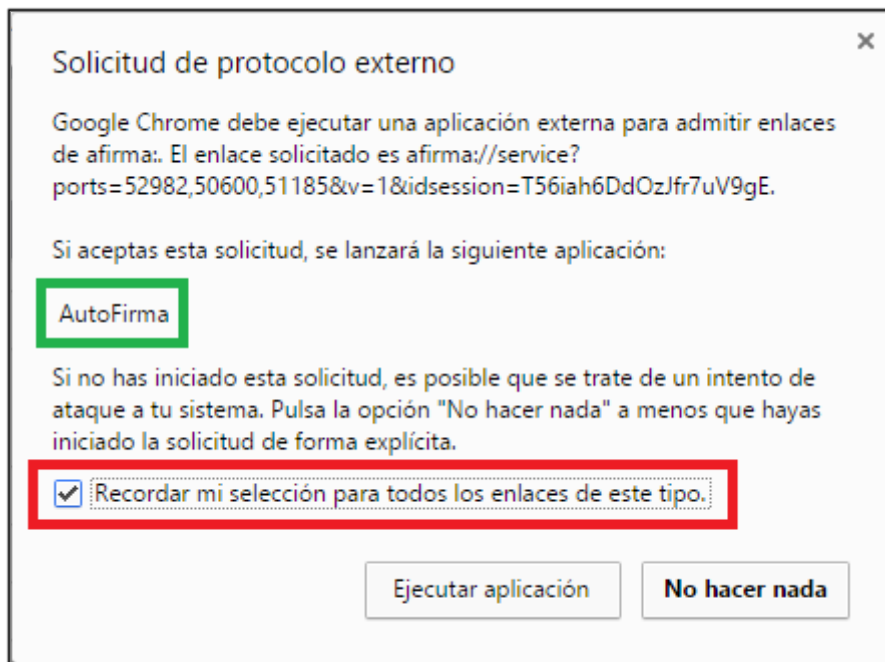 Solicitud de protocolo externo
Google Chrome debe ejecutar una aplicación externa para admitir enlaces
de afirma:. El enlace solicitado es afirma://service?
ports=52982,50600,51185&v=1&idsession=T56iah6DdOzJfr7uV9gE.
Si aceptas esta solicitud, se lanzará la siguiente aplicación:
AutoFirma
Si no has iniciado esta solicitud, es posible que se trate de un intento de
ataque a tu sistema. Pulsa la opción "No hacer nada" a menos que hayas
iniciado la solicitud de forma explícita.
Recordar mi selección para todos los enlaces de este tipo.
Ejecutar aplicación
No hacer nada